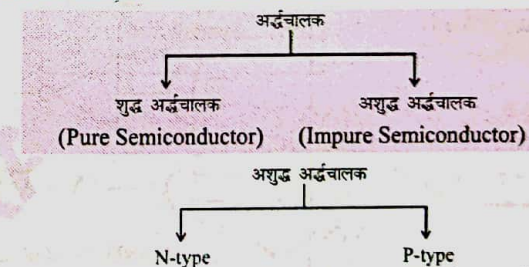 अर्द्धचालक
शुद्ध अर्द्धचालक अशुद्ध अर्द्धचालक
(Pure Semiconductor) (Impure Semiconductor)
अशुद्ध अर्द्धचालक
N-type P-type